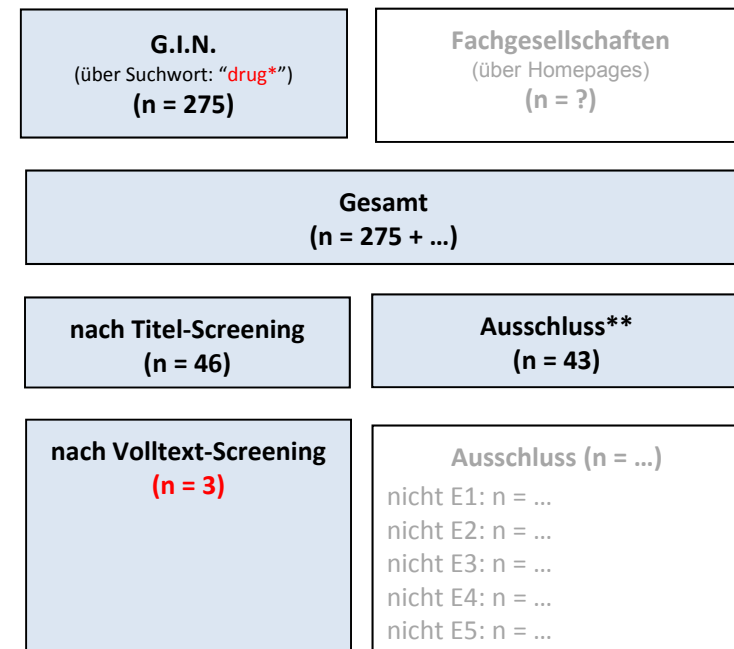 G.I.N.
(über Suchwort: “drug*”)
(n = 275)
Fachgesellschaften
(über Homepages)
(n = ?)
Gesamt
(n = 275 + …)
nach Titel-Screening
(n = 46)
Ausschluss**
(n = 43)
nach Volltext-Screening
(n = 3)
Ausschluss (n = …)
nicht E1: n = …
nicht E2: n = …
nicht E3: n = …
nicht E4: n = …
nicht E5: n = …